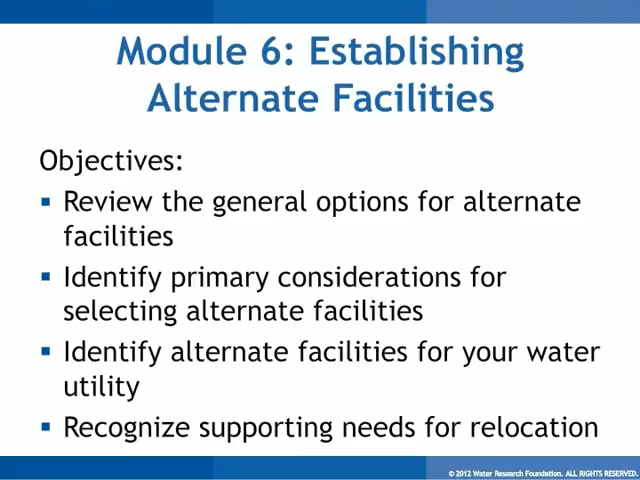 Module 6: Establishing
Alternate Facilities
Objectives:
▪ Review the general options for alternate
facilities
▪ Identify primary considerations for
selecting alternate facilities
▪ Identify alternate facilities for your water
utility
▪ Recognize supporting needs for relocation
© 2012 Water Research Foundation. ALL RIGHTS RESERVED.